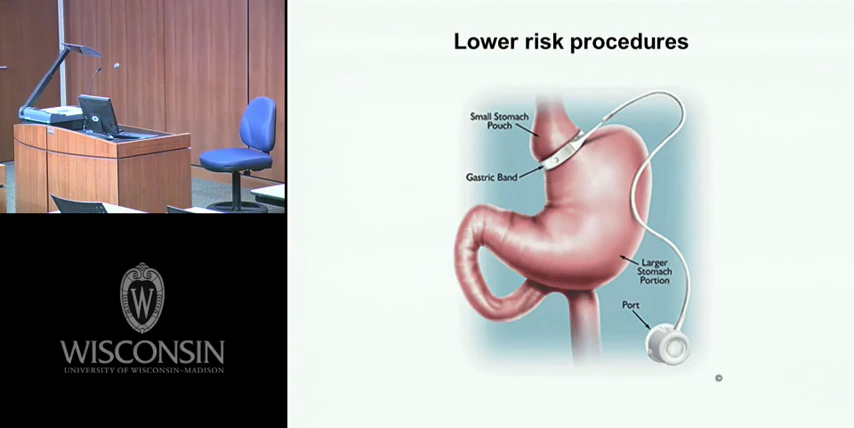 Lower risk procedures
Small Stomach
Pouch
Gastric Band
Larger
Stomach
Portion
Port
©
W
WISCONSIN
UNIVERSITY OF WISCONSIN–MADISON